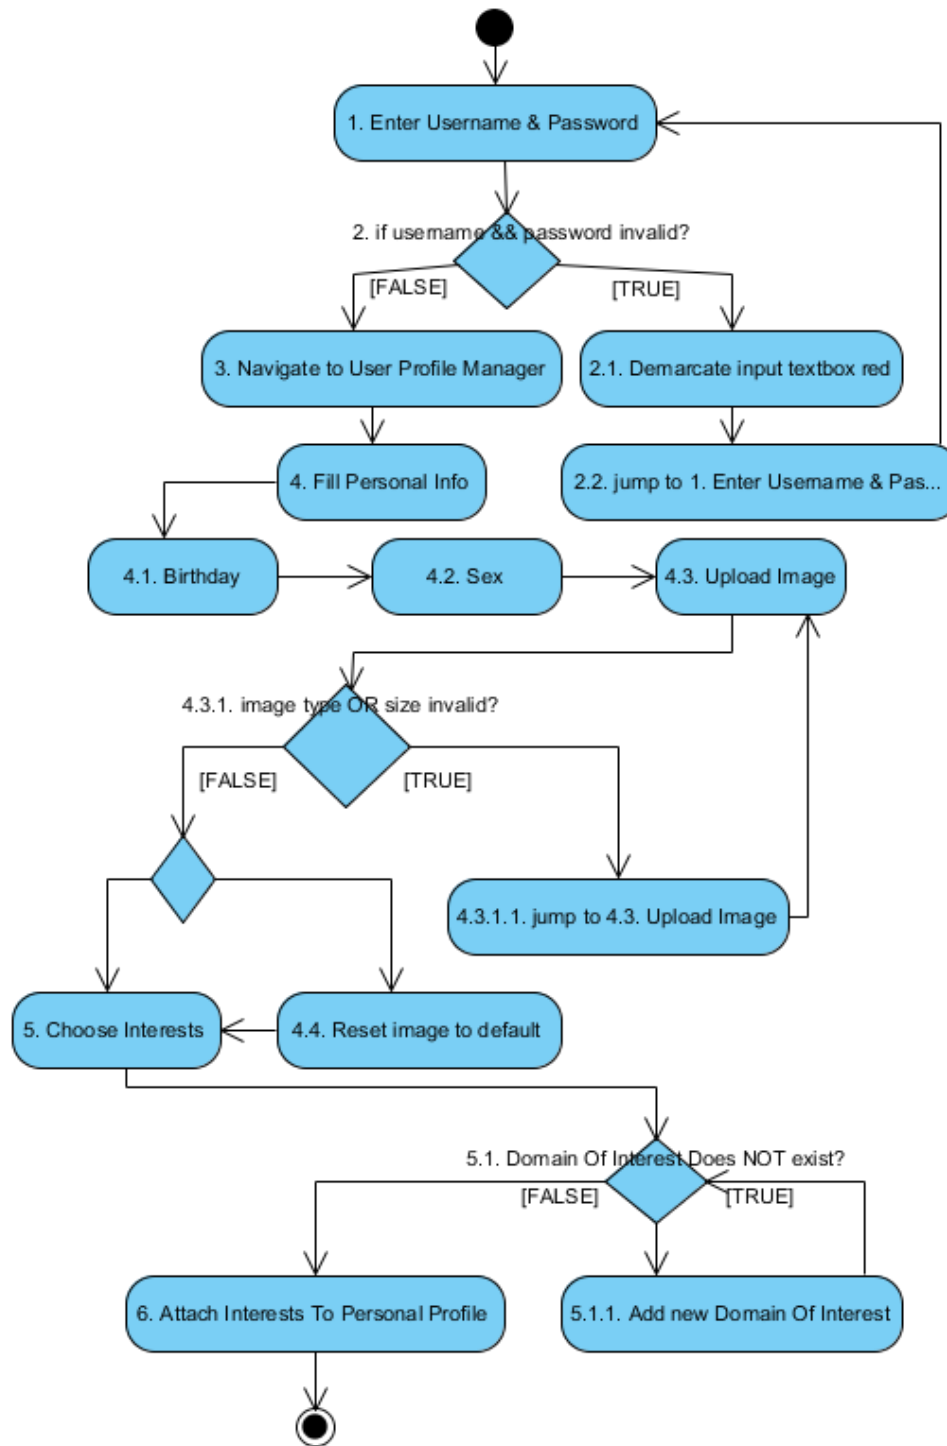 1. Enter Username & Password
2. if username && password invalid?
[FALSE]
[TRUE]
3. Navigate to User Profile Manager
2.1. Demarcate input textbox red
4. Fill Personal Info
2.2. jump to 1. Enter Username & Pas...
4.1. Birthday
4.2. Sex
4.3. Upload Image
4.3.1. image type OR size invalid?
[FALSE]
[TRUE]
4.3.1.1. jump to 4.3. Upload Image
5. Choose Interests
4.4. Reset image to default
5.1. Domain Of Interest Does NOT exist?
[FALSE]
[TRUE]
6. Attach Interests To Personal Profile
5.1.1. Add new Domain Of Interest